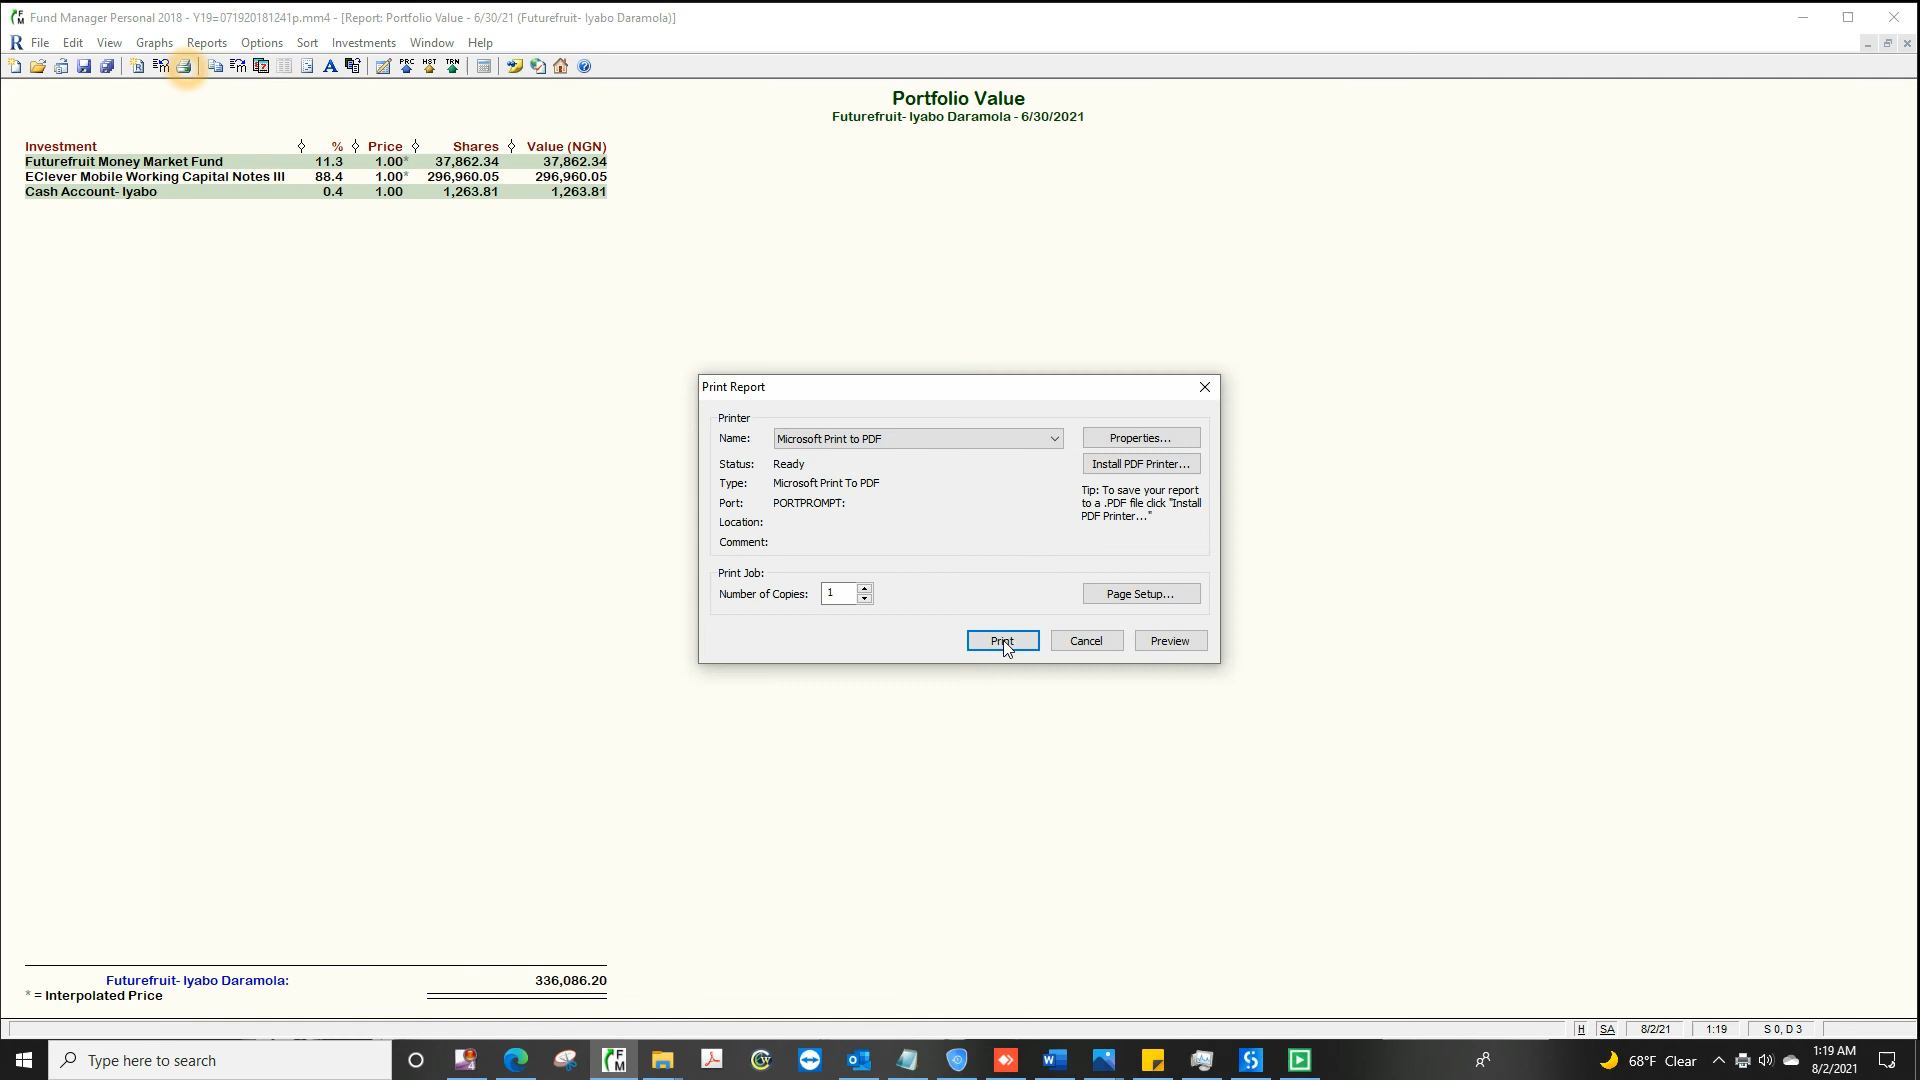 Fund Manager Personal 2018 - Y19=071920181241p.mm4 - [Report: Portfolio Value - 6/30/21 (Futurefruit- Iyabo Daramola)]
R File Edit View Graphs Reports Options Sort Investments Window Help
PRC HST TRN
Portfolio Value
Futurefruit- Iyabo Daramola - 6/30/2021
Investment % Price Shares Value (NGN)
Futurefruit Money Market Fund 11.3 1.00* 37,862.34 37,862.34
EClever Mobile Working Capital Notes III 88.4 1.00* 296,960.05 296,960.05
Cash Account- Iyabo 0.4 1.00 1,263.81 1,263.81
Print Report
Printer
Name: Microsoft Print to PDF Properties...
Status: Ready Install PDF Printer...
Type: Microsoft Print To PDF
Port: PORTPROMPT:
Location:
Comment:
Tip: To save your report
to a .PDF file click "Install
PDF Printer..."
Print Job:
Number of Copies: 1 Page Setup...
Print Cancel Preview
Futurefruit- Iyabo Daramola: 336,086.20
* = Interpolated Price
H SA 8/2/21 1:19 S 0, D 3
Type here to search
68°F Clear
1:19 AM
8/2/2021